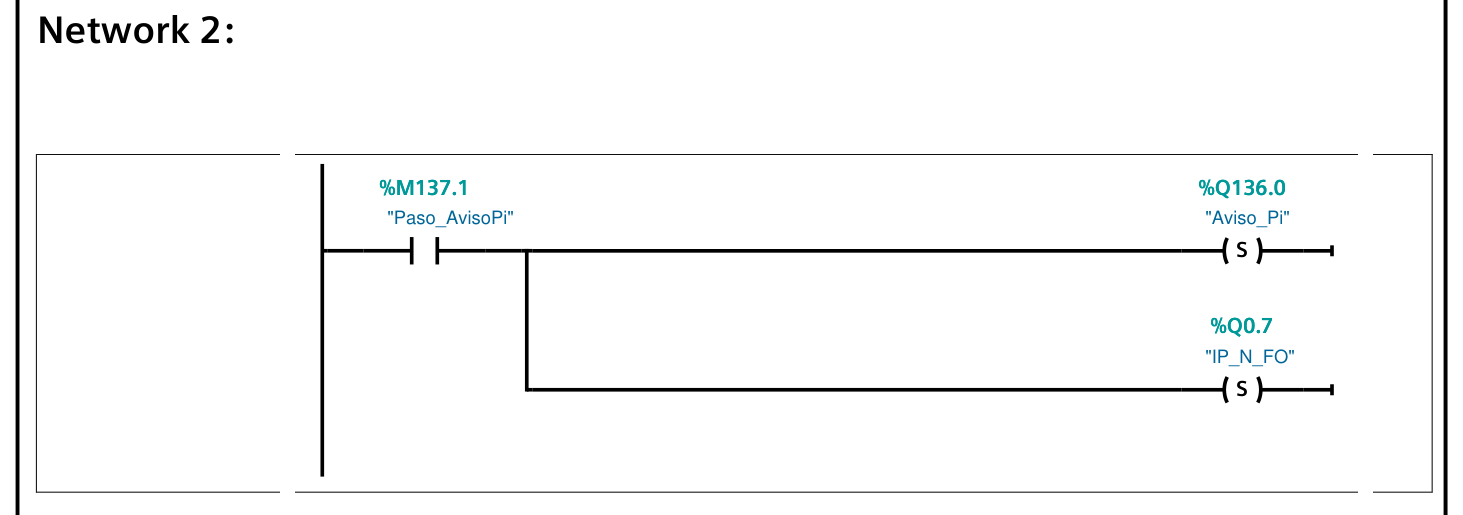 Network 2:
%M137.1
"Paso_AvisoPi"
%Q136.0
"Aviso_Pi"
S
%Q0.7
"IP_N_FO"
S